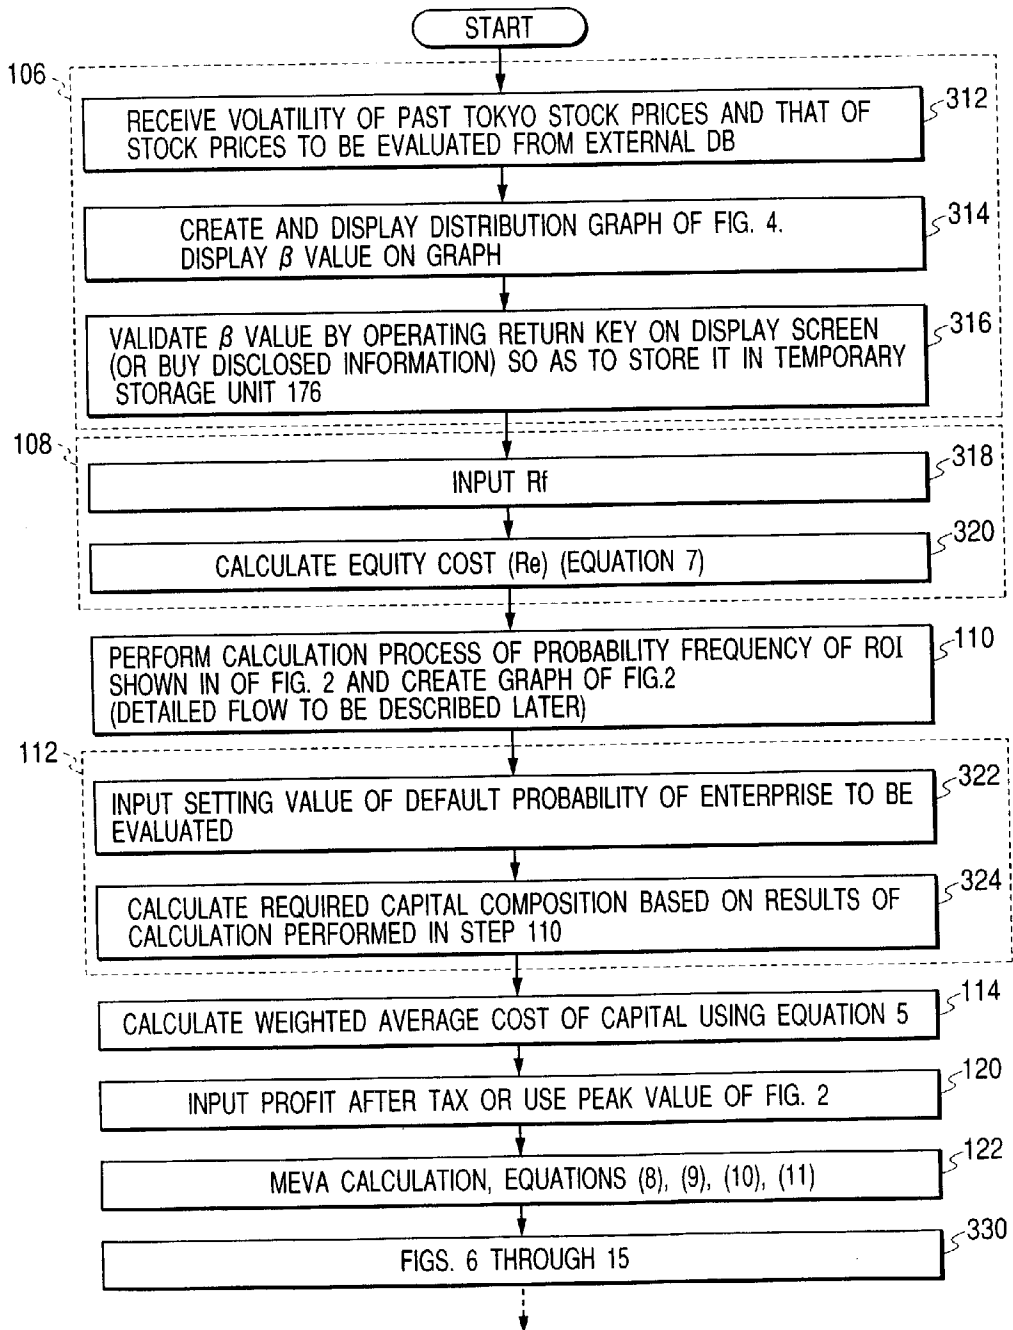 START
106
RECEIVE VOLATILITY OF PAST TOKYO STOCK PRICES AND THAT OF
STOCK PRICES TO BE EVALUATED FROM EXTERNAL DB
312
CREATE AND DISPLAY DISTRIBUTION GRAPH OF FIG. 4.
DISPLAY β VALUE ON GRAPH
314
VALIDATE β VALUE BY OPERATING RETURN KEY ON DISPLAY SCREEN
(OR BUY DISCLOSED INFORMATION) SO AS TO STORE IT IN TEMPORARY
STORAGE UNIT 176
316
108
INPUT Rf
318
CALCULATE EQUITY COST (Re) (EQUATION 7)
320
PERFORM CALCULATION PROCESS OF PROBABILITY FREQUENCY OF ROI
SHOWN IN OF FIG. 2 AND CREATE GRAPH OF FIG.2
(DETAILED FLOW TO BE DESCRIBED LATER)
110
112
INPUT SETTING VALUE OF DEFAULT PROBABILITY OF ENTERPRISE TO BE
EVALUATED
322
CALCULATE REQUIRED CAPITAL COMPOSITION BASED ON RESULTS OF
CALCULATION PERFORMED IN STEP 110
324
CALCULATE WEIGHTED AVERAGE COST OF CAPITAL USING EQUATION 5
114
INPUT PROFIT AFTER TAX OR USE PEAK VALUE OF FIG. 2
120
MEVA CALCULATION, EQUATIONS (8), (9), (10), (11)
122
FIGS. 6 THROUGH 15
330